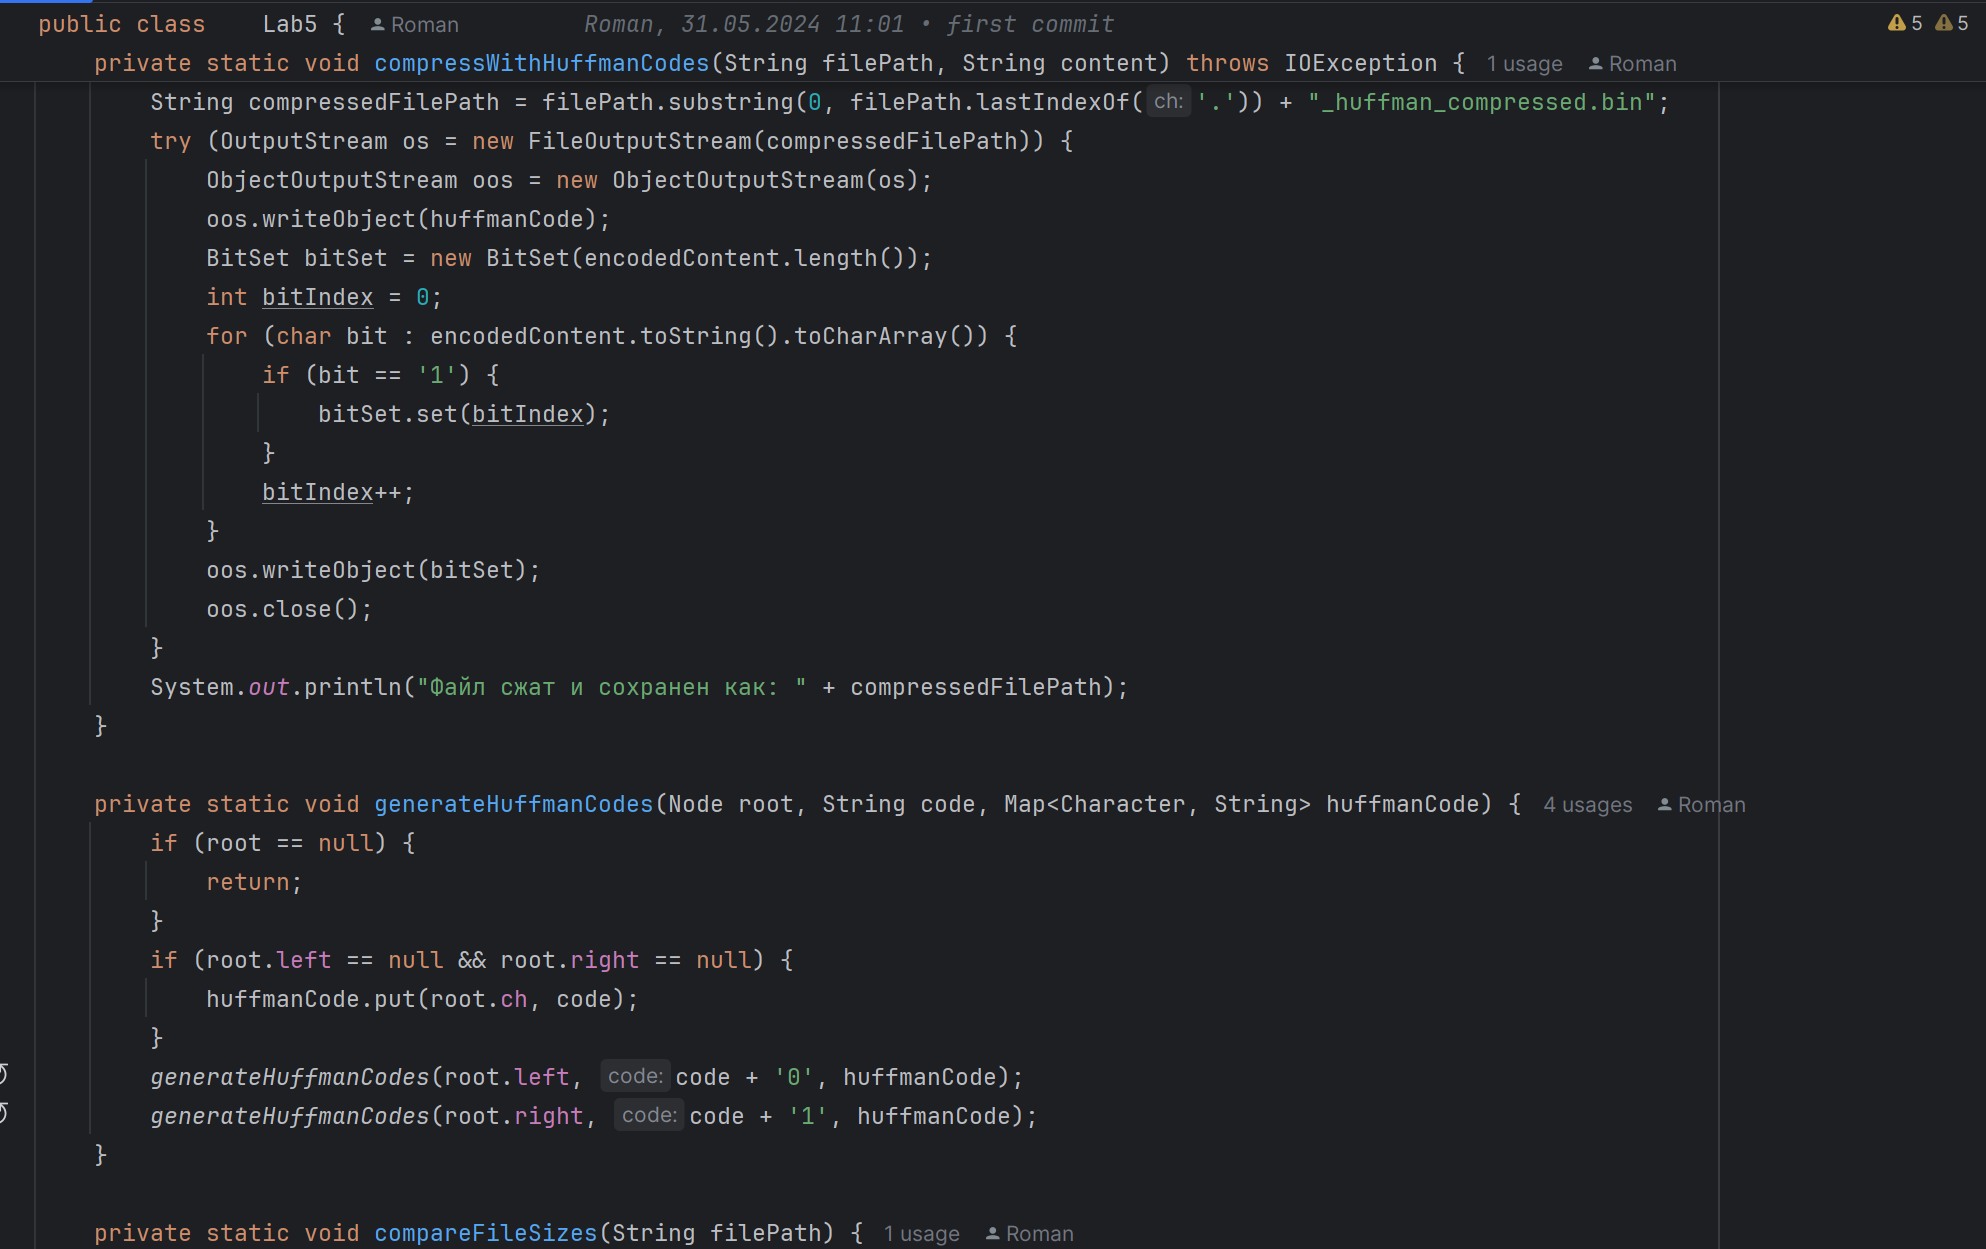 public class    Lab5 {  Roman    Roman, 31.05.2024 11:01 • first commit    5  5
    private static void compressWithHuffmanCodes(String filePath, String content) throws IOException {  1 usage  Roman
        String compressedFilePath = filePath.substring(0, filePath.lastIndexOf( ch: '.')) + "_huffman_compressed.bin";
        try (OutputStream os = new FileOutputStream(compressedFilePath)) {
            ObjectOutputStream oos = new ObjectOutputStream(os);
            oos.writeObject(huffmanCode);
            BitSet bitSet = new BitSet(encodedContent.length());
            int bitIndex = 0;
            for (char bit : encodedContent.toString().toCharArray()) {
                if (bit == '1') {
                    bitSet.set(bitIndex);
                }
                bitIndex++;
            }
            oos.writeObject(bitSet);
            oos.close();
        }
        System.out.println("Файл сжат и сохранен как: " + compressedFilePath);
    }
    private static void generateHuffmanCodes(Node root, String code, Map<Character, String> huffmanCode) {  4 usages  Roman
        if (root == null) {
            return;
        }
        if (root.left == null && root.right == null) {
            huffmanCode.put(root.ch, code);
        }
        generateHuffmanCodes(root.left,  code: code + '0', huffmanCode);
        generateHuffmanCodes(root.right,  code: code + '1', huffmanCode);
    }
    private static void compareFileSizes(String filePath) {  1 usage  Roman